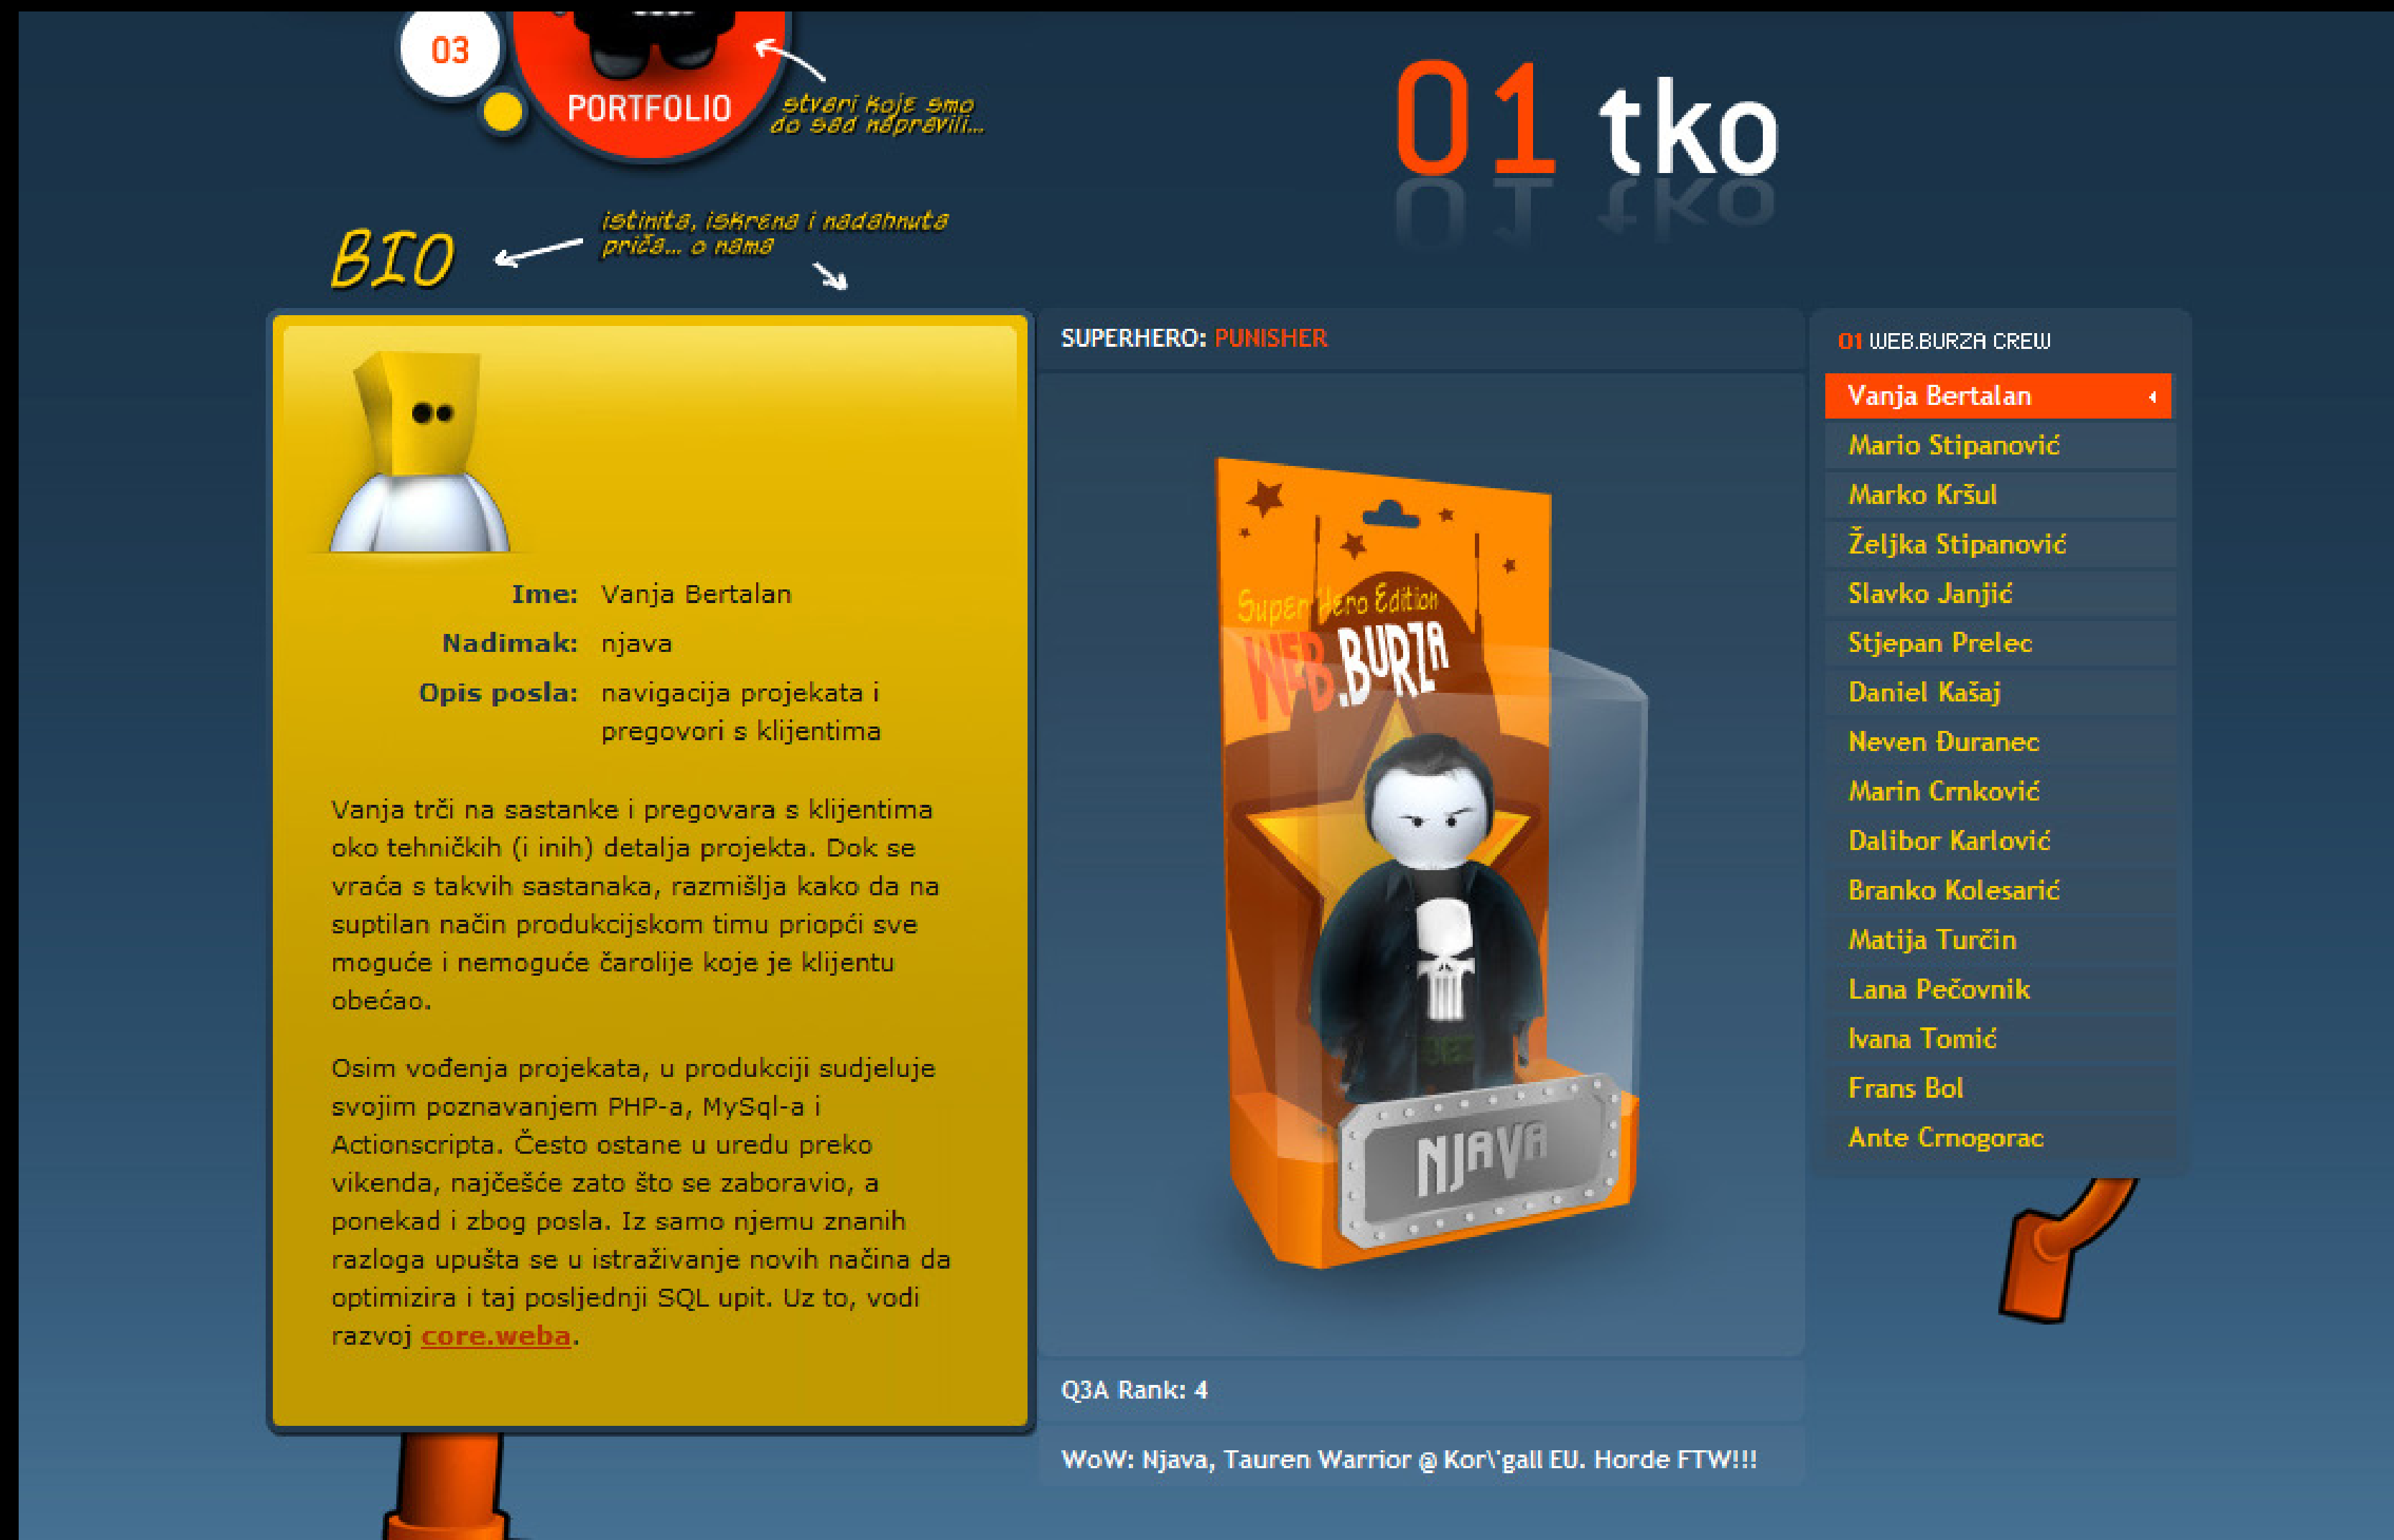 03
PORTFOLIO
stvari koje smo
do sad napravili...
01 tko
BIO
istinita, iskrena i nadahnuta
priča... o nama
Ime: Vanja Bertalan
Nadimak: njava
Opis posla: navigacija projekata i
pregovori s klijentima
Vanja trči na sastanke i pregovara s klijentima
oko tehničkih (i inih) detalja projekta. Dok se
vraća s takvih sastanaka, razmišlja kako da na
suptilan način produkcijskom timu priopći sve
moguće i nemoguće čarolije koje je klijentu
obećao.
Osim vođenja projekata, u produkciji sudjeluje
svojim poznavanjem PHP-a, MySql-a i
Actionscripta. Često ostane u uredu preko
vikenda, najčešće zato što se zaboravio, a
ponekad i zbog posla. Iz samo njemu znanih
razloga upušta se u istraživanje novih načina da
optimizira i taj posljednji SQL upit. Uz to, vodi
razvoj core.weba.
SUPERHERO: PUNISHER
Super Hero Edition
WEB.BURZA
NJAVA
Q3A Rank: 4
WoW: Njava, Tauren Warrior @ Kor\'gall EU. Horde FTW!!!
01 WEB.BURZA CREW
Vanja Bertalan
Mario Stipanović
Marko Kršul
Željka Stipanović
Slavko Janjić
Stjepan Prelec
Daniel Kašaj
Neven Đuranec
Marin Crnković
Dalibor Karlović
Branko Kolesarić
Matija Turčin
Lana Pečovnik
Ivana Tomić
Frans Bol
Ante Crnogorac